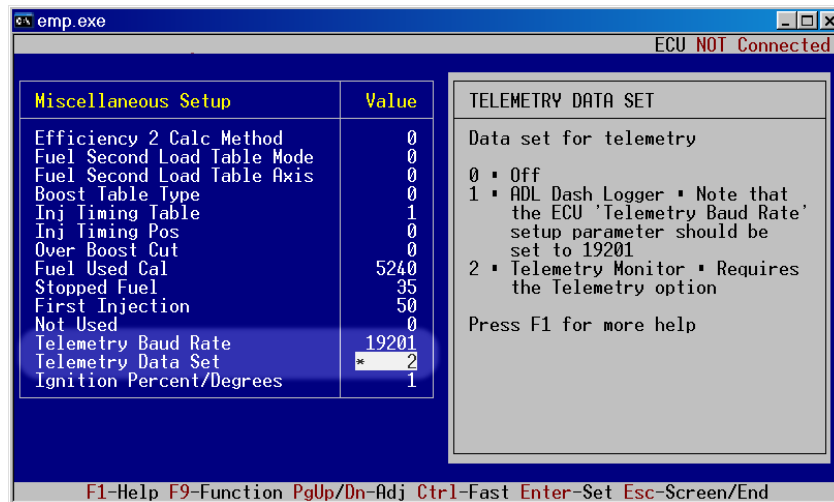 emp.exe
ECU NOT Connected
Miscellaneous Setup Value
Efficiency 2 Calc Method 0
Fuel Second Load Table Mode 0
Fuel Second Load Table Axis 0
Boost Table Type 0
Inj Timing Table 1
Inj Timing Pos 0
Over Boost Cut 0
Fuel Used Cal 5240
Stopped Fuel 35
First Injection 50
Not Used 0
Telemetry Baud Rate 19201
Telemetry Data Set * 2
Ignition Percent/Degrees 1
TELEMETRY DATA SET
Data set for telemetry
0 ▪ Off
1 ▪ ADL Dash Logger ▪ Note that
the ECU 'Telemetry Baud Rate'
setup parameter should be
set to 19201
2 ▪ Telemetry Monitor ▪ Requires
the Telemetry option
Press F1 for more help
F1-Help F9-Function PgUp/Dn-Adj Ctrl-Fast Enter-Set Esc-Screen/End